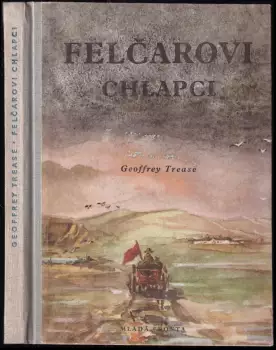 GEOFFREY TREASE • FELČAROVI CHLAPCI
FELČAROVI
CHLAPCI
Geoffrey Trease
MLADÁ FRONTA